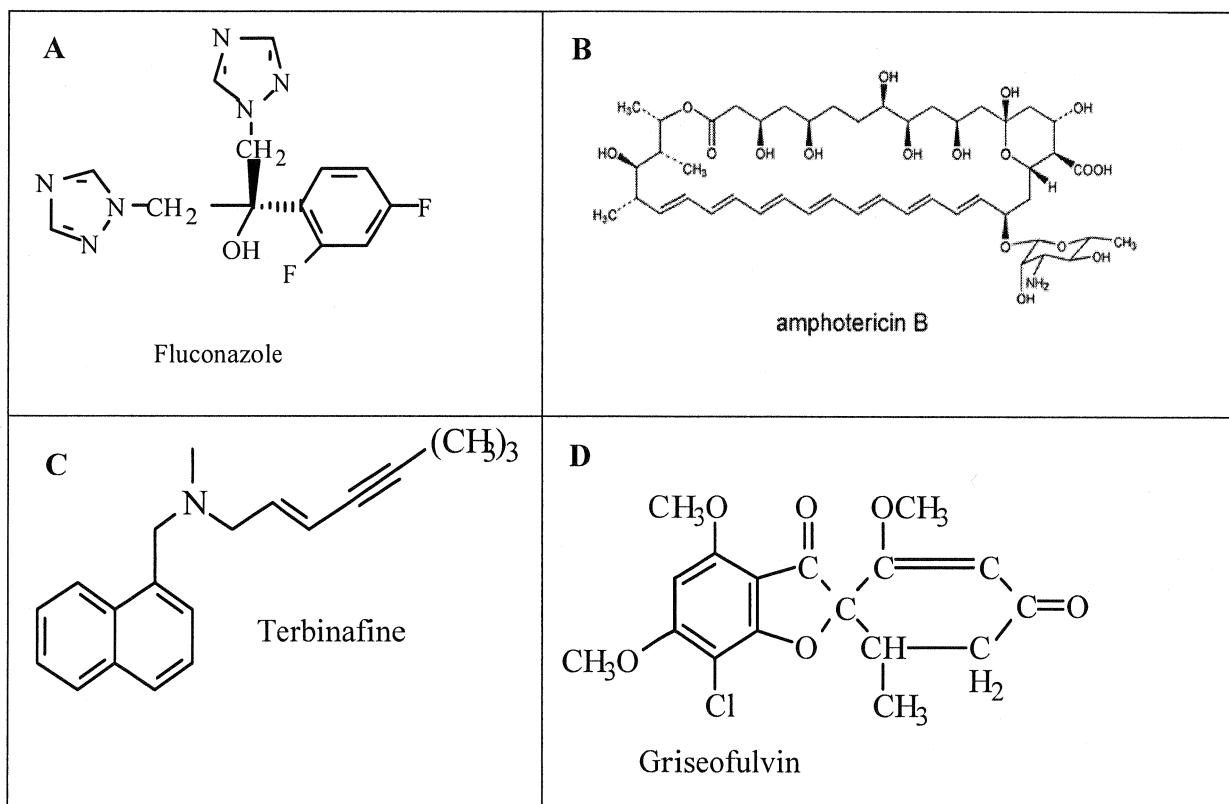 A
N
N
N
CH2
N
N
N
CH2
F
OH
F
Fluconazole
B
OH
OH
H3C
O
OH
O
OH
OH
OH
OH
OH
O
HO
CH3
COOH
H
H3C
O
O
CH3
OH
NH2
OH
amphotericin B
C
(CH3)3
N
Terbinafine
D
CH3O
O
OCH3
C
C
C
C
C=O
CH3O
O
CH
C
H2
Cl
CH3
Griseofulvin